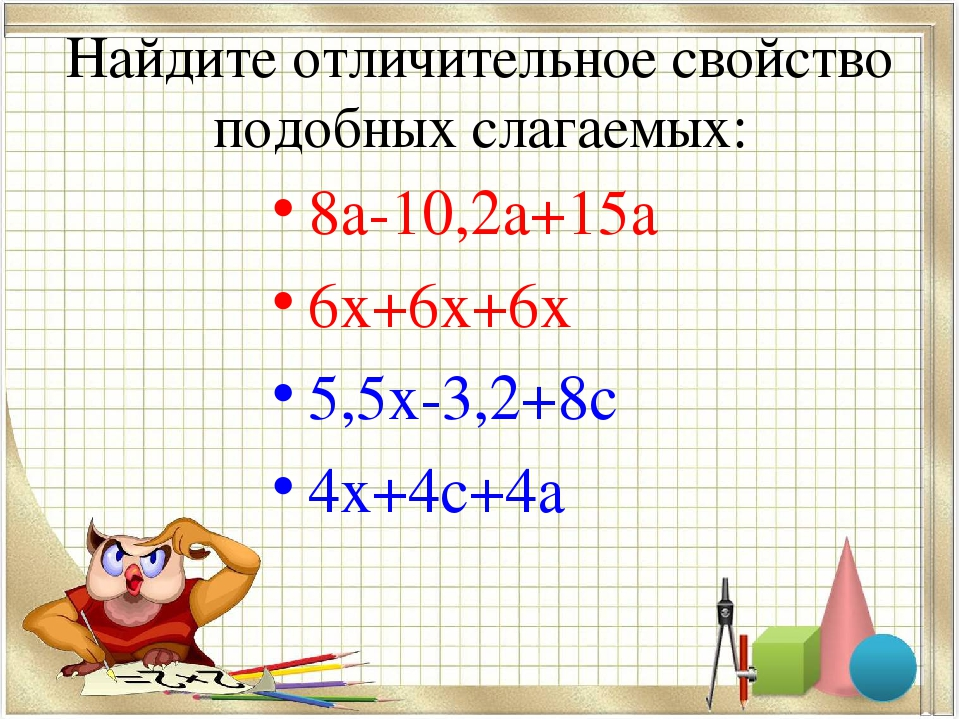 Найдите отличительное свойство
подобных слагаемых:
• 8а-10,2а+15а
• 6х+6х+6х
• 5,5х-3,2+8с
• 4х+4с+4а